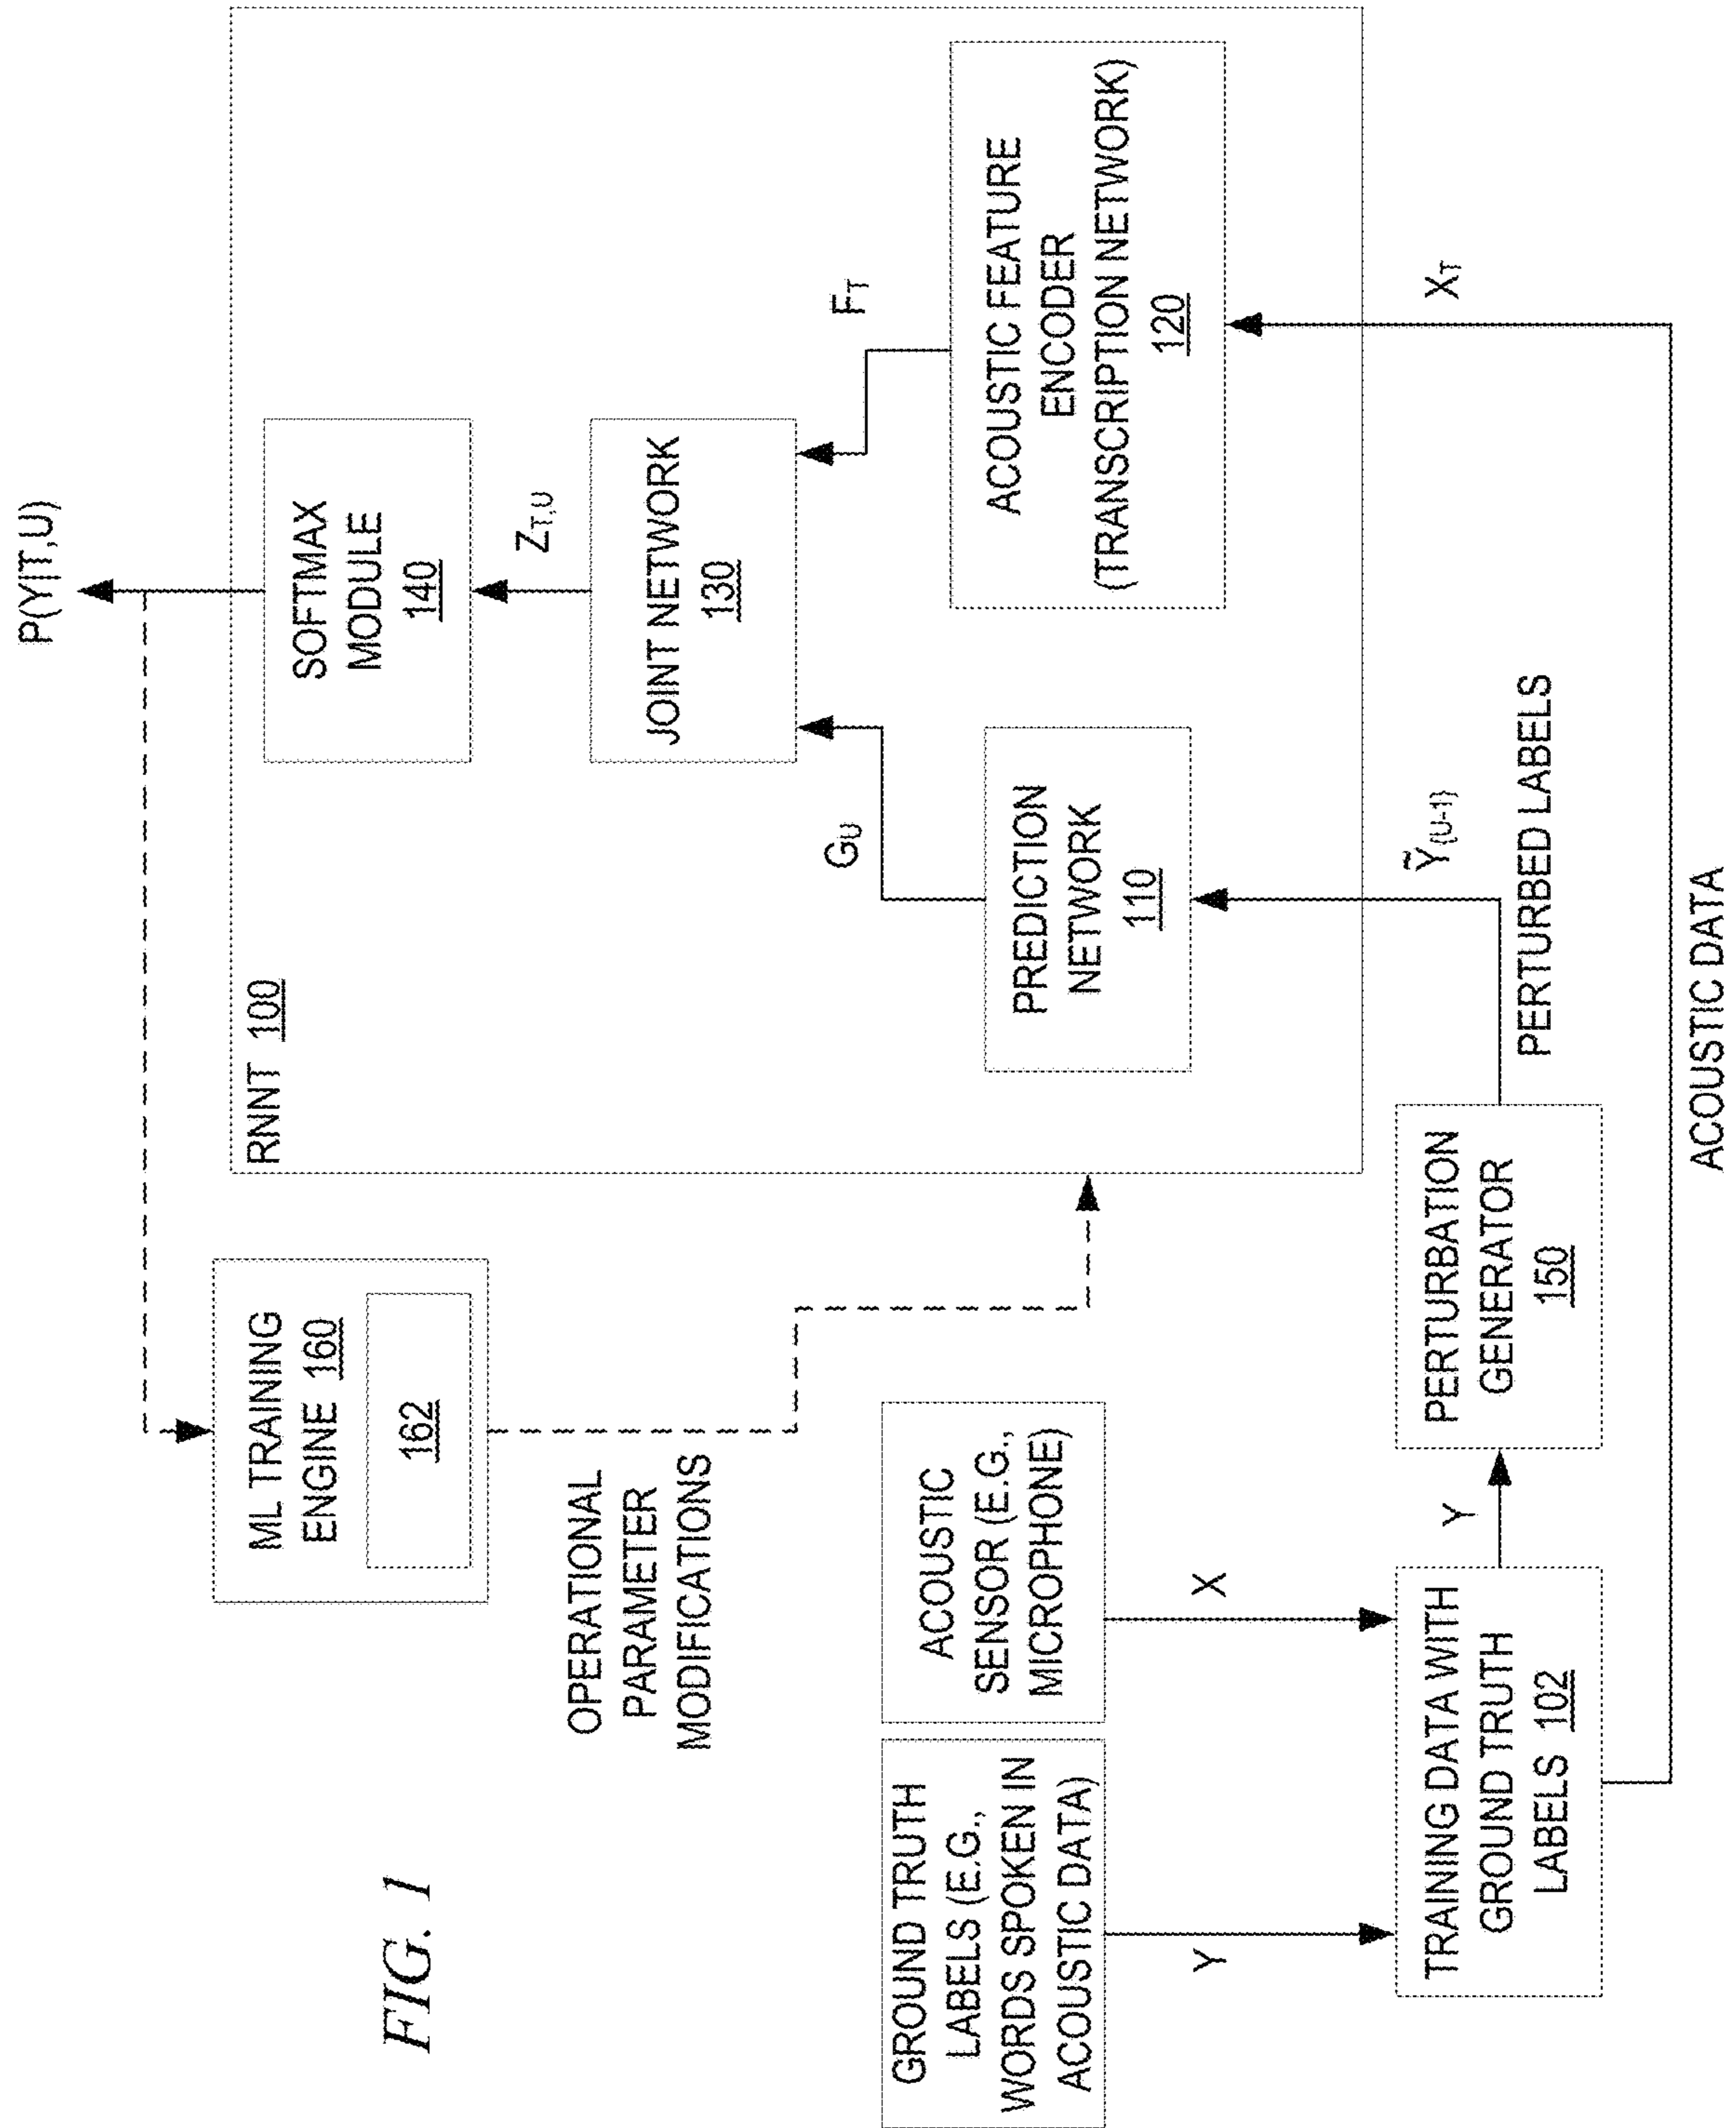 FIG. 1
P(Y|T,U)
RNNT 100
SOFTMAX
MODULE
140
Z_{T,U}
JOINT NETWORK
130
G_U
F_T
PREDICTION
NETWORK
110
ACOUSTIC FEATURE
ENCODER
(TRANSCRIPTION NETWORK)
120
ML TRAINING
ENGINE 160
162
OPERATIONAL
PARAMETER
MODIFICATIONS
GROUND TRUTH
LABELS (E.G.,
WORDS SPOKEN IN
ACOUSTIC DATA)
ACOUSTIC
SENSOR (E.G.,
MICROPHONE)
Y
X
TRAINING DATA WITH
GROUND TRUTH
LABELS 102
Y
PERTURBATION
GENERATOR
150
Ỹ_{(U-1)}
PERTURBED LABELS
X_T
ACOUSTIC DATA